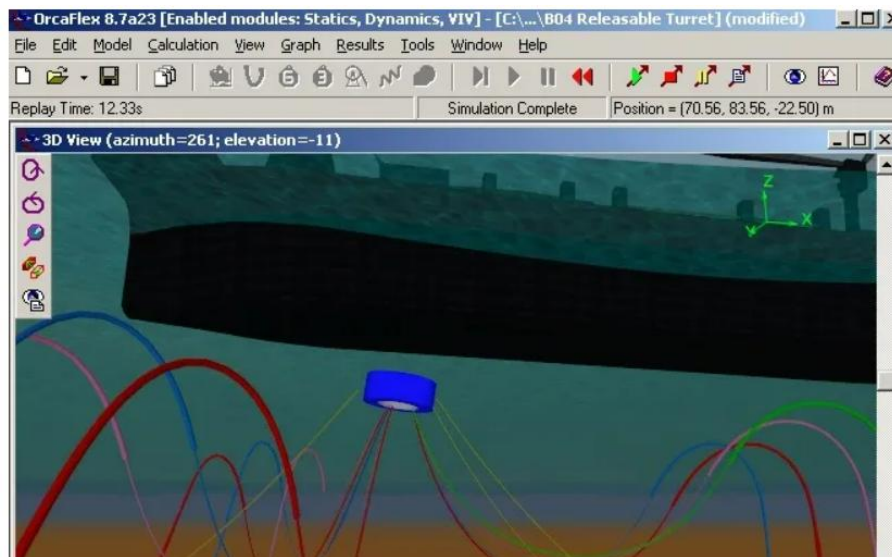 OrcaFlex 8.7a23 [Enabled modules: Statics, Dynamics, VIV] - [C:\...\B04 Releasable Turret] (modified)
File Edit Model Calculation View Graph Results Tools Window Help
Replay Time: 12.33s Simulation Complete Position = (70.56, 83.56, -22.50) m
3D View (azimuth=261; elevation=-11)
Z
X
Y